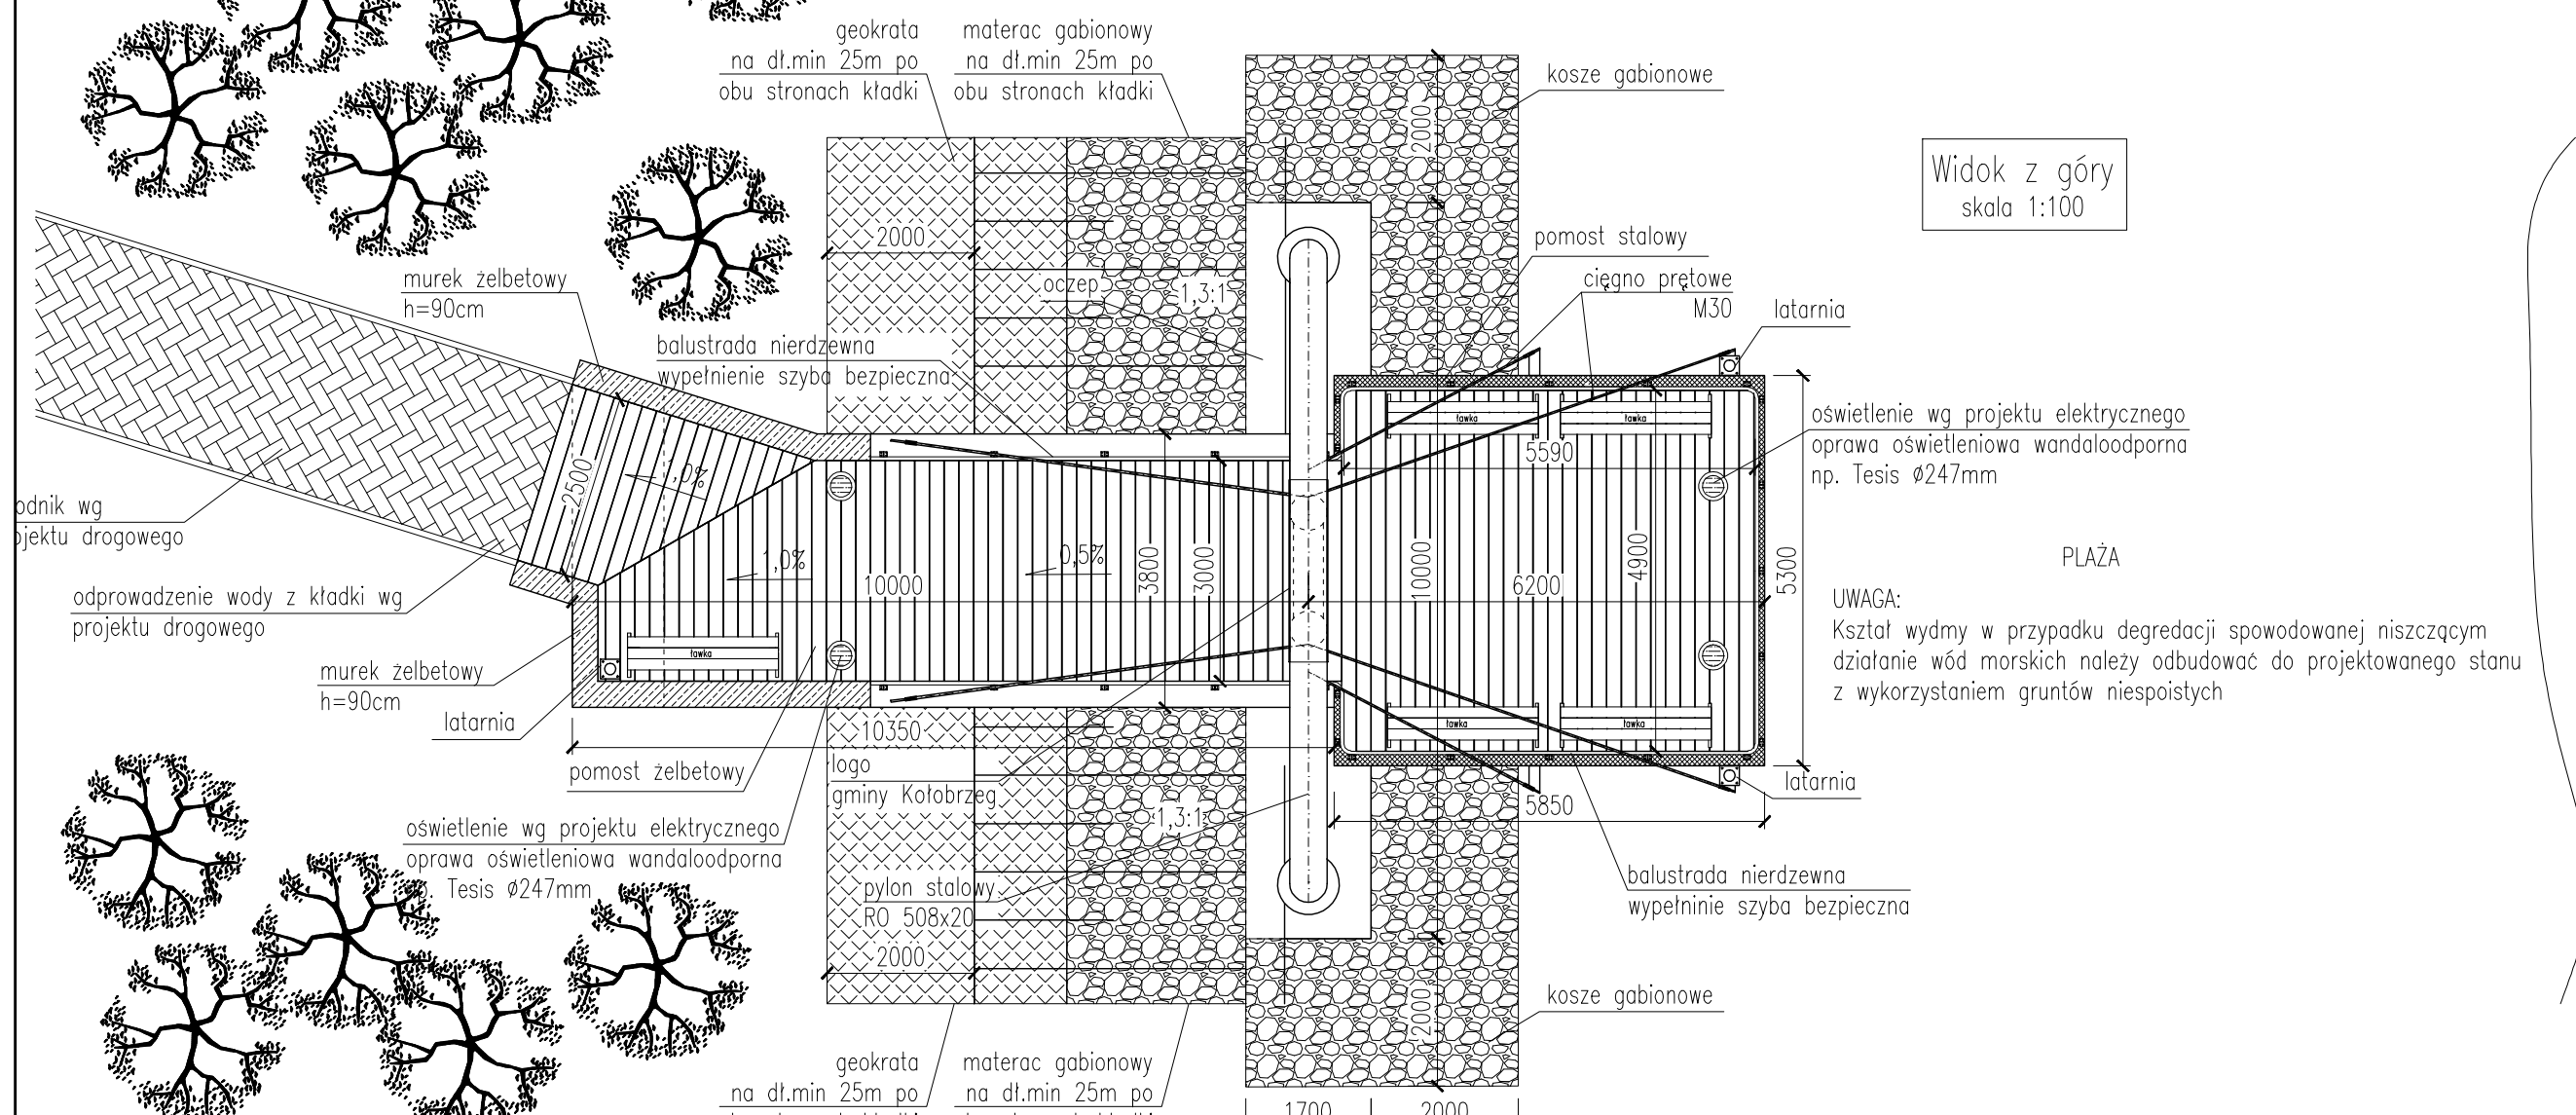 geokrata
na dł.min 25m po
obu stronach kładki
materac gabionowy
na dł.min 25m po
obu stronach kładki
kosze gabionowe
2000
Widok z góry
skala 1:100
2000
pomost stalowy
murek żelbetowy
h=90cm
oczep
1,3:1
cięgno prętowe
M30
latarnia
balustrada nierdzewna
wypełnienie szyba bezpieczna
ławka
ławka
oświetlenie wg projektu elektrycznego
oprawa oświetleniowa wandaloodporna
np. Tesis Ø247mm
5590
2500
1,0%
odnik wg
ojektu drogowego
1,0%
0,5%
10000
3800
3000
10000
6200
4900
5300
PLAŻA
odprowadzenie wody z kładki wg
projektu drogowego
UWAGA:
Kształ wydmy w przypadku degredacji spowodowanej niszczącym
działanie wód morskich należy odbudować do projektowanego stanu
z wykorzystaniem gruntów niespoistych
ławka
murek żelbetowy
h=90cm
latarnia
ławka
ławka
10350
pomost żelbetowy
logo
gminy Kołobrzeg
latarnia
5850
1,3:1
oświetlenie wg projektu elektrycznego
oprawa oświetleniowa wandaloodporna
np. Tesis Ø247mm
pylon stalowy
RO 508x20
balustrada nierdzewna
wypełninie szyba bezpieczna
2000
2000
kosze gabionowe
geokrata
na dł.min 25m po
materac gabionowy
na dł.min 25m po
1700
2000